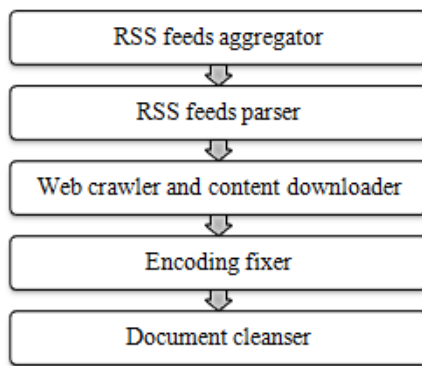 RSS feeds aggregator
RSS feeds parser
Web crawler and content downloader
Encoding fixer
Document cleanser